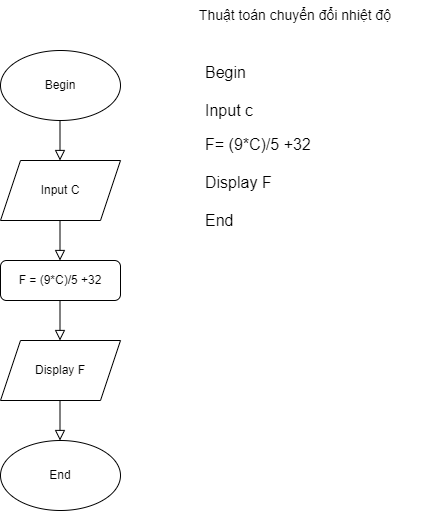 Thuật toán chuyển đổi nhiệt độ
Begin
Input C
F = (9*C)/5 +32
Display F
End
Begin
Input c
F= (9*C)/5 +32
Display F
End